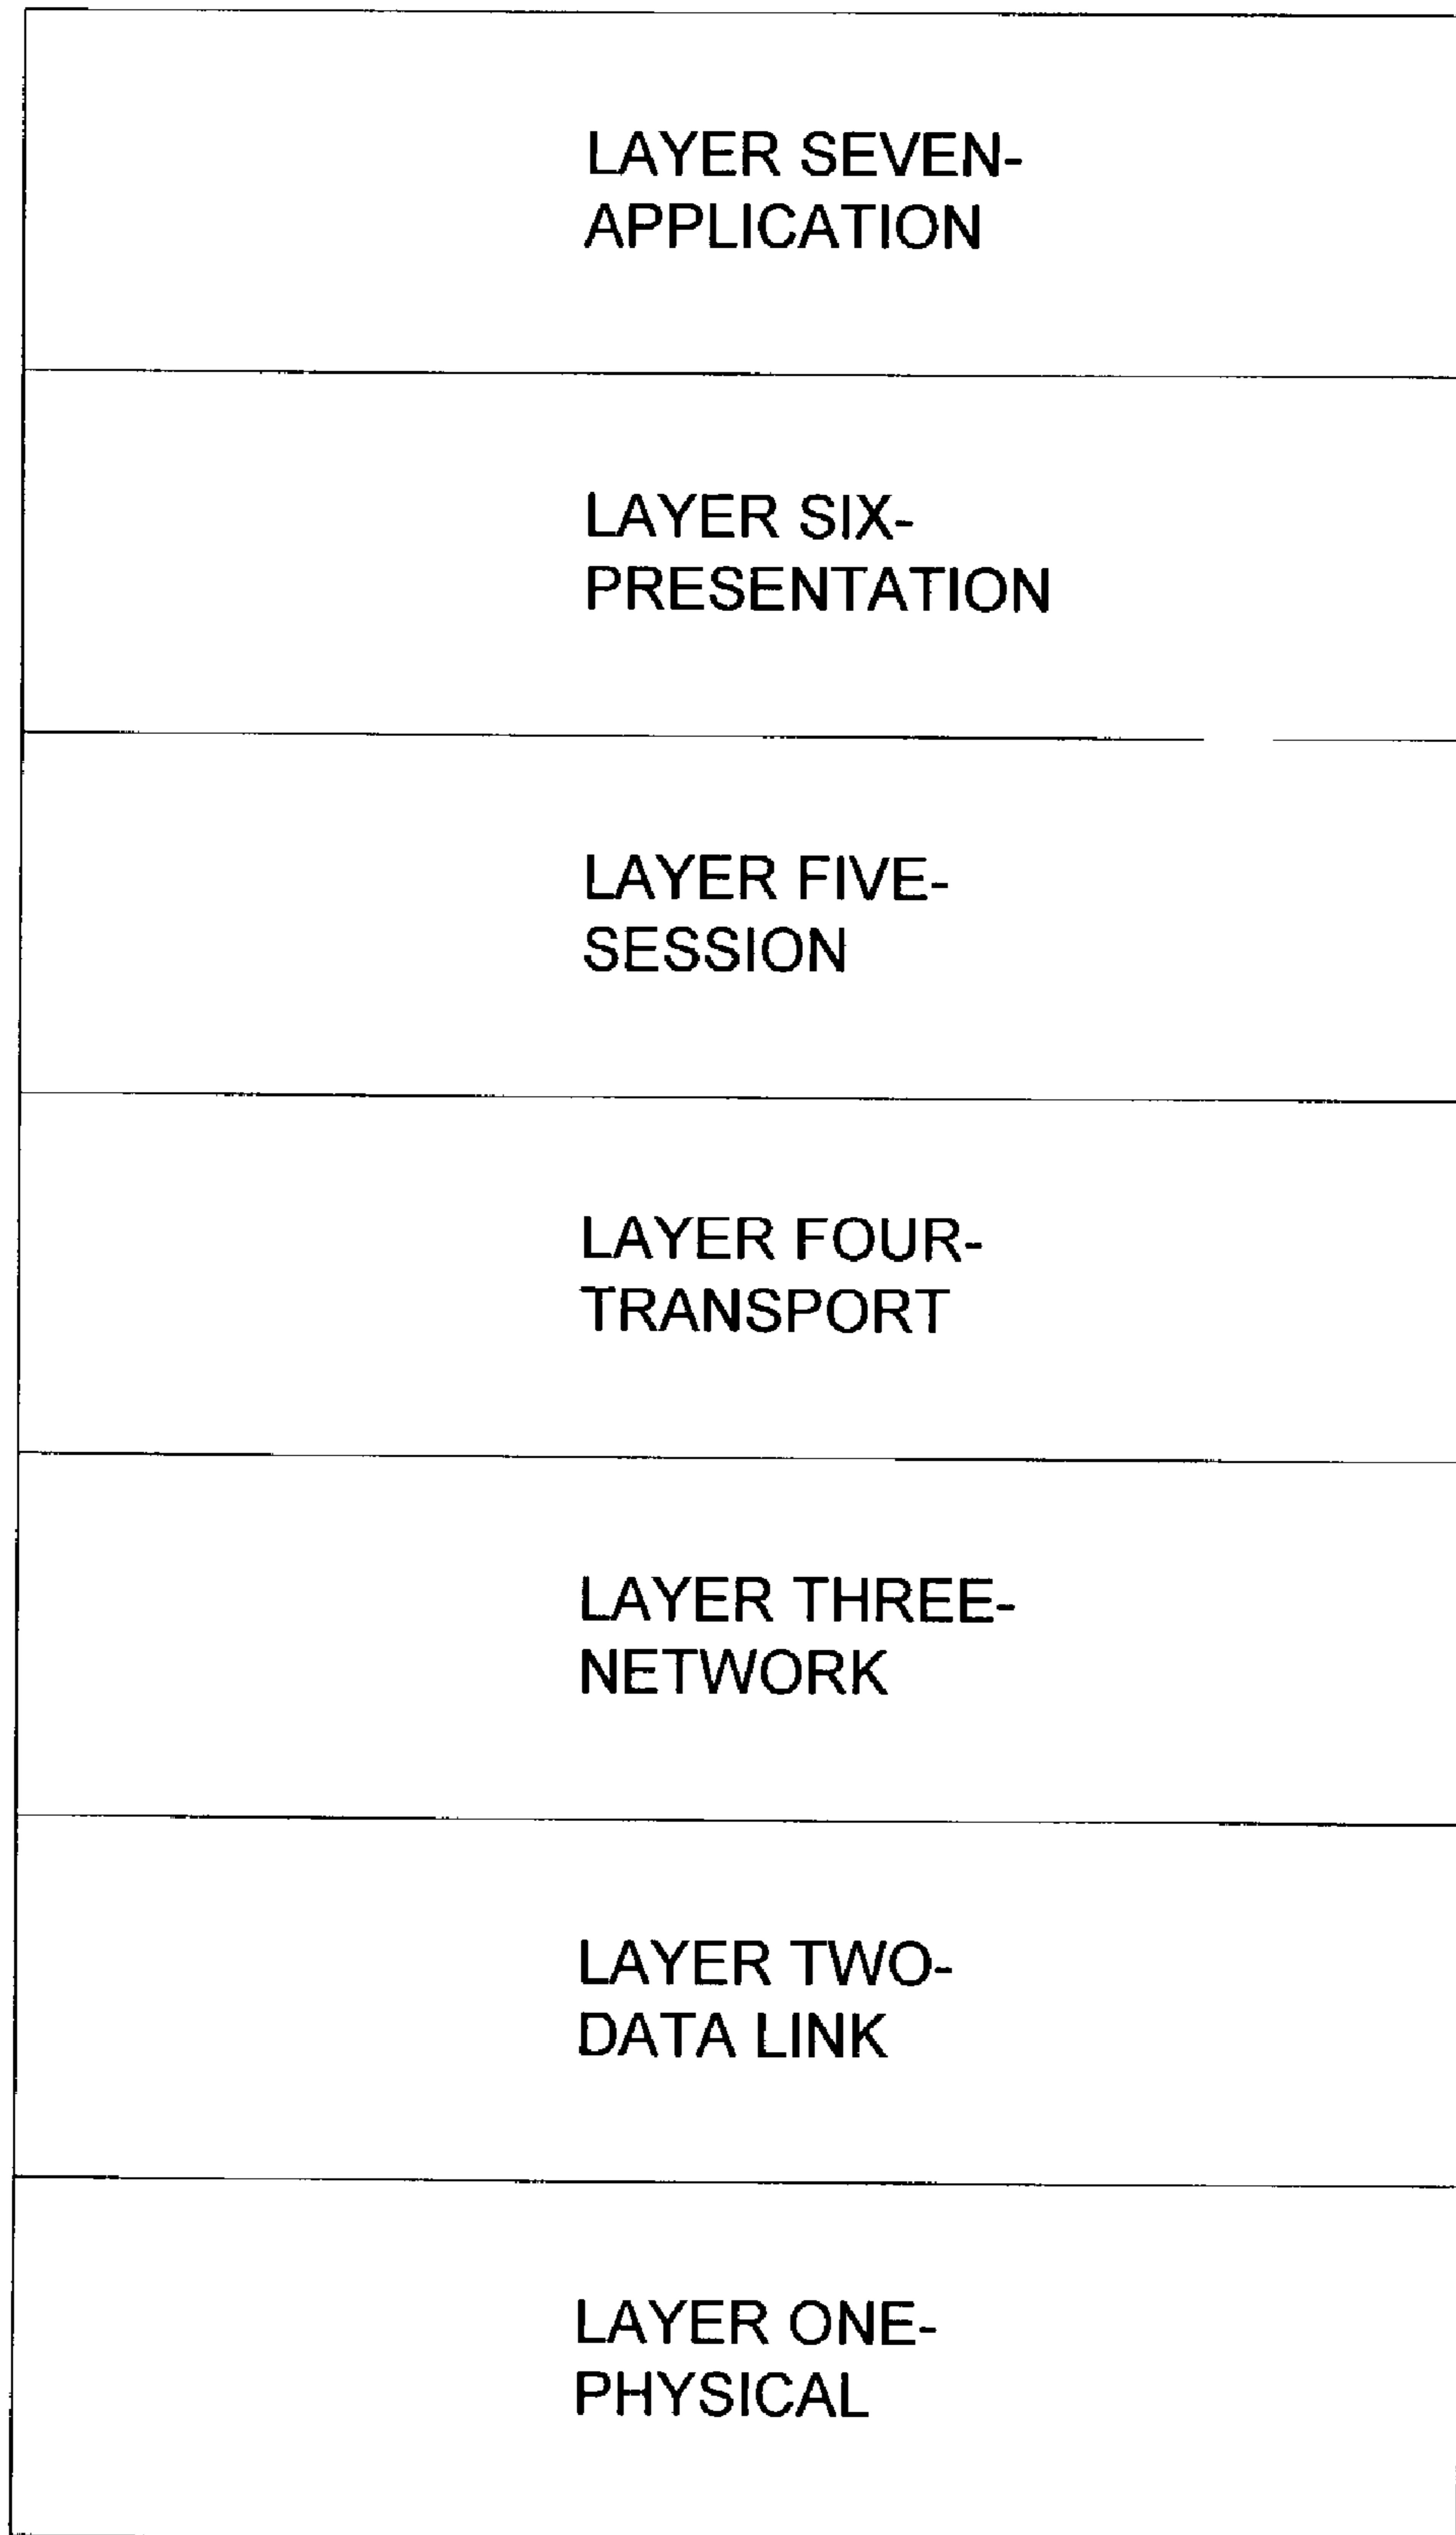 LAYER SEVEN-
APPLICATION
LAYER SIX-
PRESENTATION
LAYER FIVE-
SESSION
LAYER FOUR-
TRANSPORT
LAYER THREE-
NETWORK
LAYER TWO-
DATA LINK
LAYER ONE-
PHYSICAL